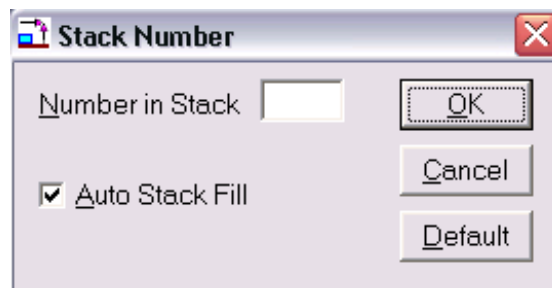 Stack Number
Number in Stack
OK
Cancel
Auto Stack Fill
Default